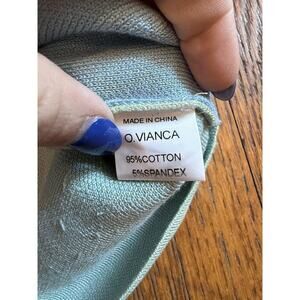 MADE IN CHINA
O.VIANCA
95%COTTON
5%SPANDEX